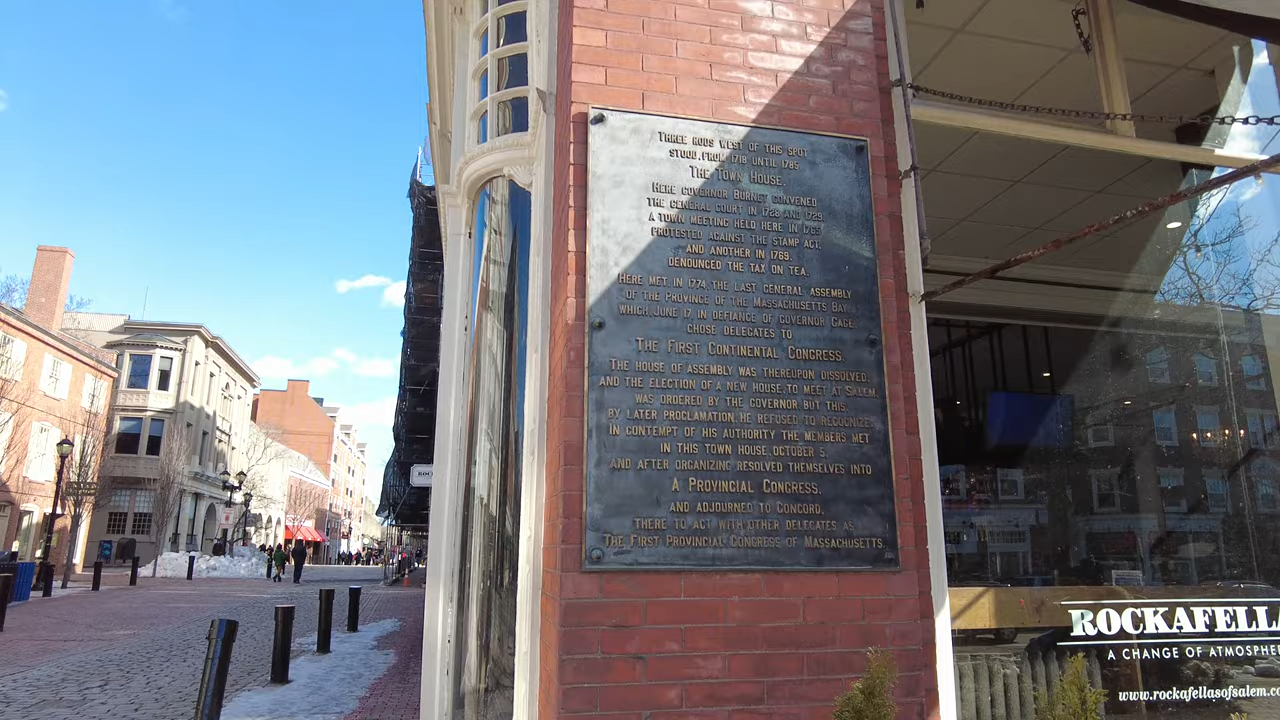 THREE RODS WEST OF THIS SPOT
STOOD, FROM 1718 UNTIL 1785,
THE TOWN HOUSE.
HERE GOVERNOR BURNET CONVENED
THE GENERAL COURT IN 1728 AND 1729.
A TOWN MEETING HELD HERE IN 1765
PROTESTED AGAINST THE STAMP ACT,
AND ANOTHER IN 1769,
DENOUNCED THE TAX ON TEA.
HERE MET, IN 1774, THE LAST GENERAL ASSEMBLY
OF THE PROVINCE OF THE MASSACHUSETTS BAY,
WHICH, JUNE 17, IN DEFIANCE OF GOVERNOR GAGE,
CHOSE DELEGATES TO
THE FIRST CONTINENTAL CONGRESS.
THE HOUSE OF ASSEMBLY WAS THEREUPON DISSOLVED,
AND THE ELECTION OF A NEW HOUSE, TO MEET AT SALEM,
WAS ORDERED BY THE GOVERNOR BUT THIS,
BY LATER PROCLAMATION, HE REFUSED TO RECOGNIZE.
IN CONTEMPT OF HIS AUTHORITY THE MEMBERS MET
IN THIS TOWN HOUSE, OCTOBER 5,
AND AFTER ORGANIZING RESOLVED THEMSELVES INTO
A PROVINCIAL CONGRESS,
AND ADJOURNED TO CONCORD,
THERE TO ACT WITH OTHER DELEGATES AS
THE FIRST PROVINCIAL CONGRESS OF MASSACHUSETTS.
ROCKAFELLA
A CHANGE OF ATMOSPHE
www.rockafellasofsalem.co